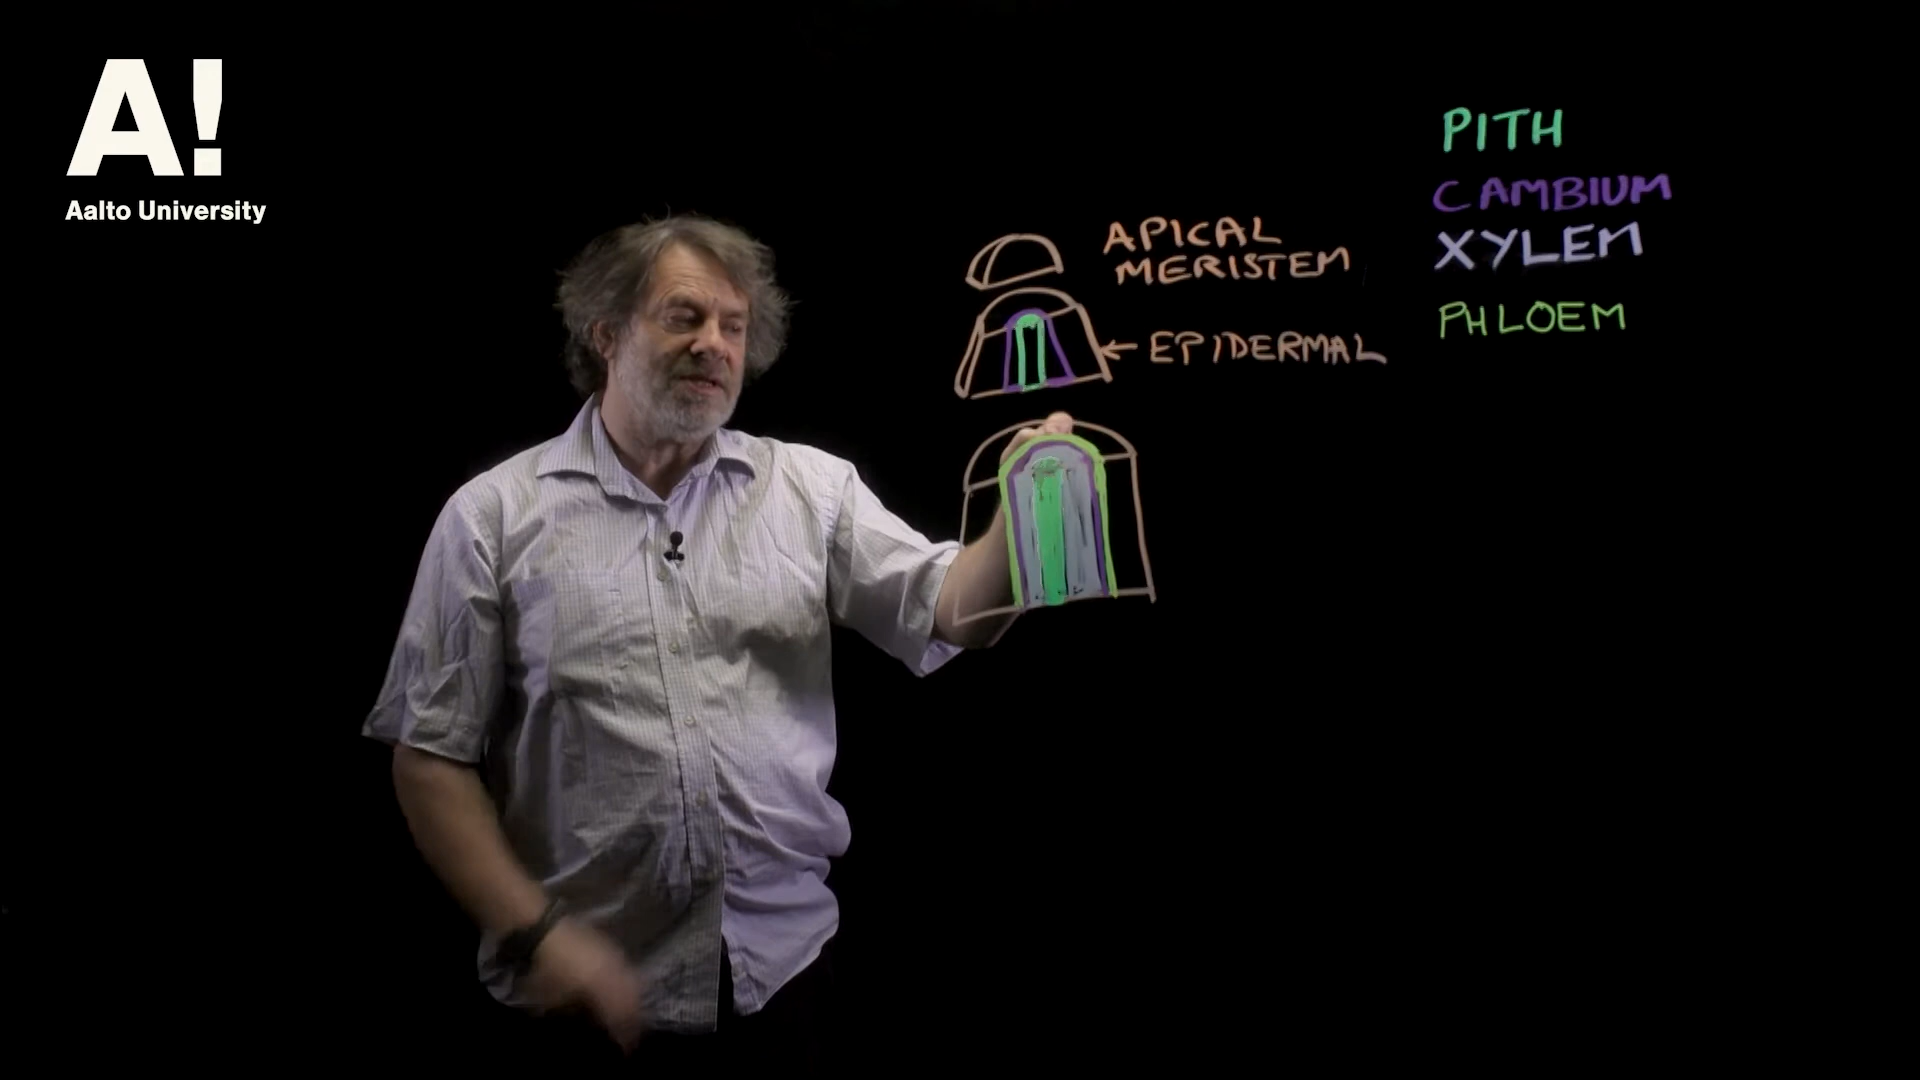 A!
Aalto University
APICAL
MERISTEM
← EPIDERMAL
PITH
CAMBIUM
XYLEM
PHLOEM